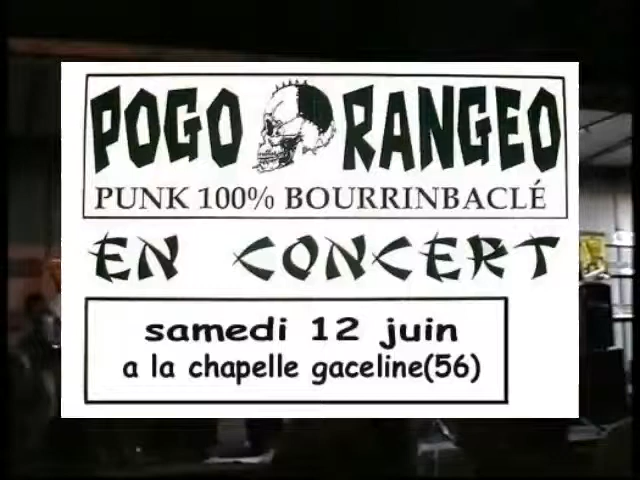 POGO RANGEO
PUNK 100% BOURRINBACLÉ
EN CONCERT
samedi 12 juin
a la chapelle gaceline(56)